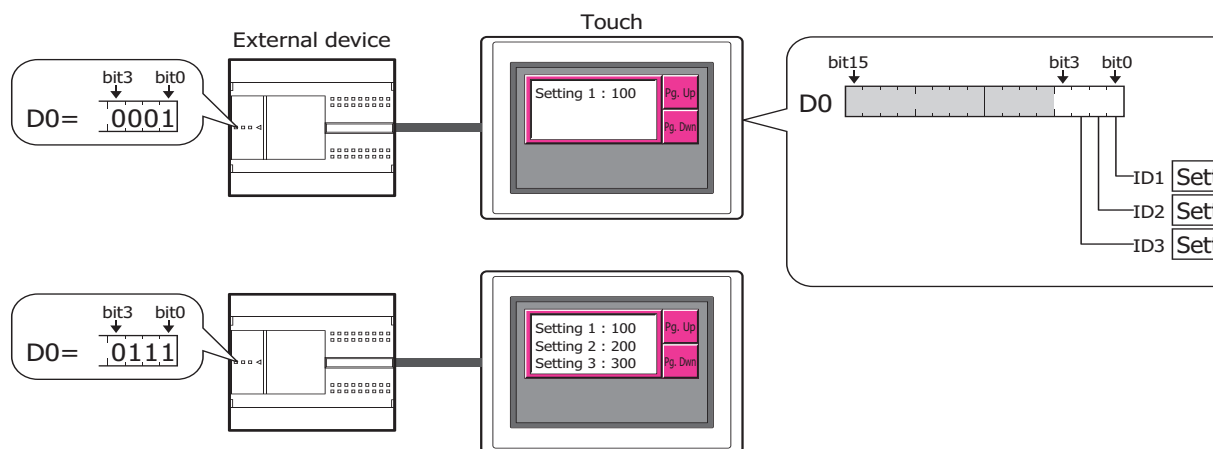 External device
Touch
bit3 bit0
D0= 0001
Setting 1 : 100
Pg. Up
Pg. Dwn
bit15 bit3 bit0
D0
ID1
ID2
ID3
bit3 bit0
D0= 0111
Setting 1 : 100
Setting 2 : 200
Setting 3 : 300
Pg. Up
Pg. Dwn